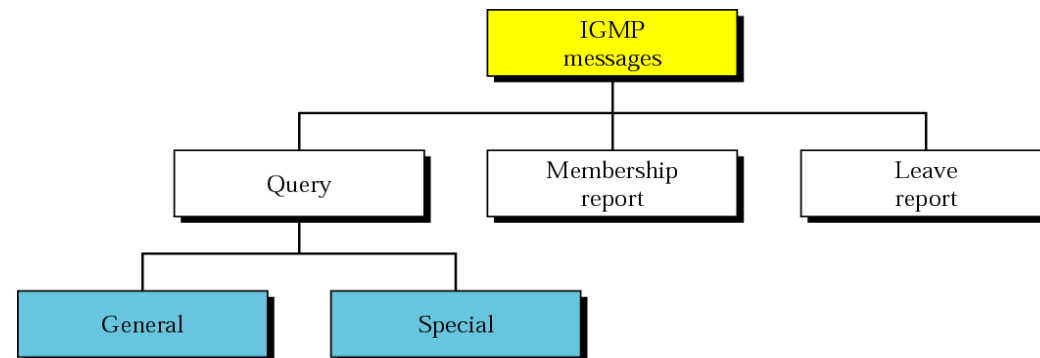 IGMP
messages
Query
Membership
report
Leave
report
General
Special